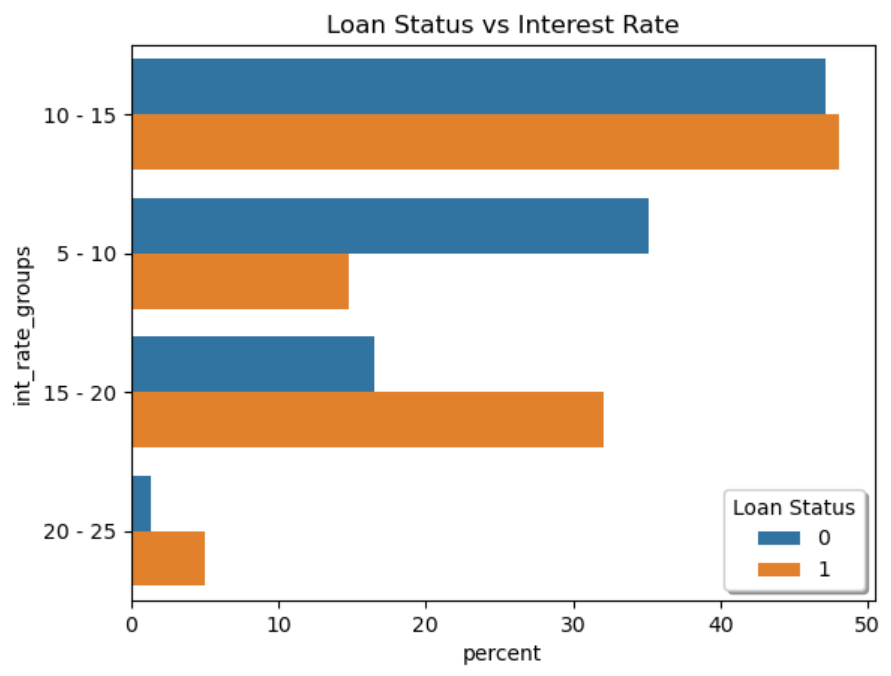 Loan Status vs Interest Rate
int_rate_groups
10 - 15
5 - 10
15 - 20
20 - 25
Loan Status
0
1
0 10 20 30 40 50
percent